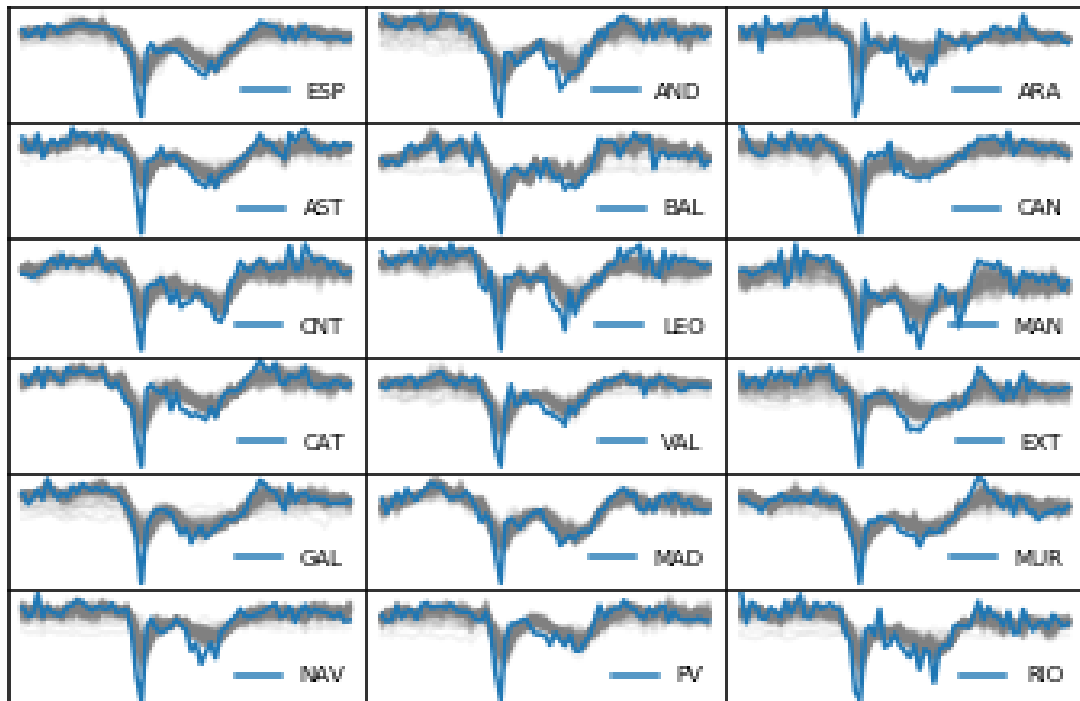 ESP
AND
ARA
AST
BAL
CAN
CNT
LEO
MAN
CAT
VAL
EXT
GAL
MAD
MUR
NAV
PV
RIO